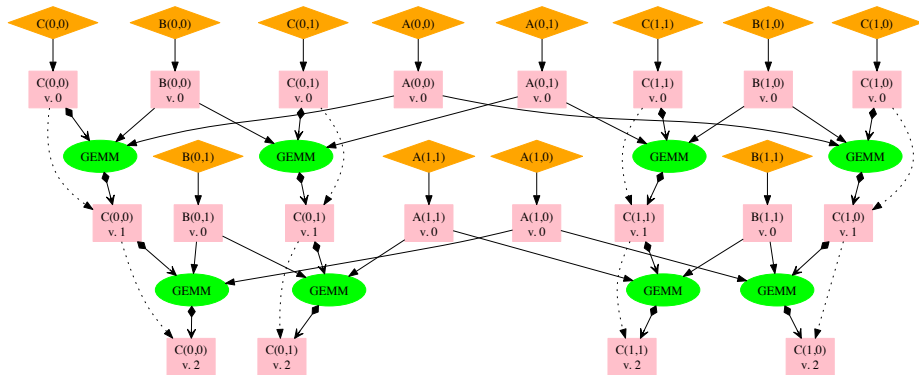 C(0,0)
B(0,0)
C(0,1)
A(0,0)
A(0,1)
C(1,1)
B(1,0)
C(1,0)
C(0,0)
v. 0
B(0,0)
v. 0
C(0,1)
v. 0
A(0,0)
v. 0
A(0,1)
v. 0
C(1,1)
v. 0
B(1,0)
v. 0
C(1,0)
v. 0
GEMM
B(0,1)
GEMM
A(1,1)
A(1,0)
GEMM
B(1,1)
GEMM
C(0,0)
v. 1
B(0,1)
v. 0
C(0,1)
v. 1
A(1,1)
v. 0
A(1,0)
v. 0
C(1,1)
v. 1
B(1,1)
v. 0
C(1,0)
v. 1
GEMM
GEMM
GEMM
GEMM
C(0,0)
v. 2
C(0,1)
v. 2
C(1,1)
v. 2
C(1,0)
v. 2